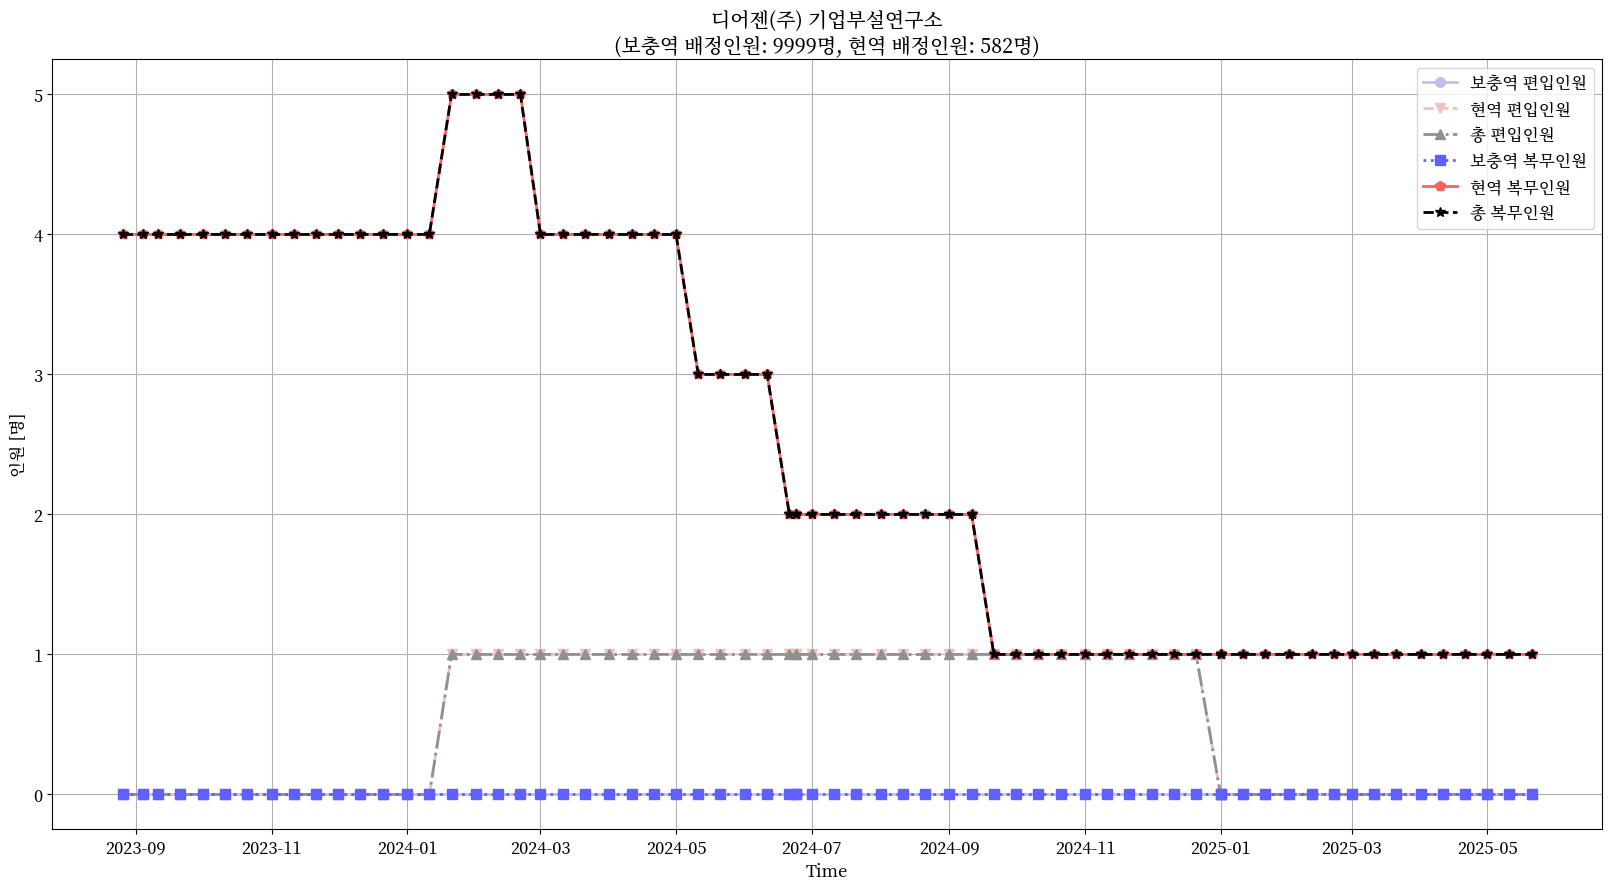 디어젠(주) 기업부설연구소
(보충역 배정인원: 9999명, 현역 배정인원: 582명)
보충역 편입인원
현역 편입인원
총 편입인원
보충역 복무인원
현역 복무인원
총 복무인원
인원 [명]
5
4
3
2
1
0
2023-09
2023-11
2024-01
2024-03
2024-05
2024-07
2024-09
2024-11
2025-01
2025-03
2025-05
Time